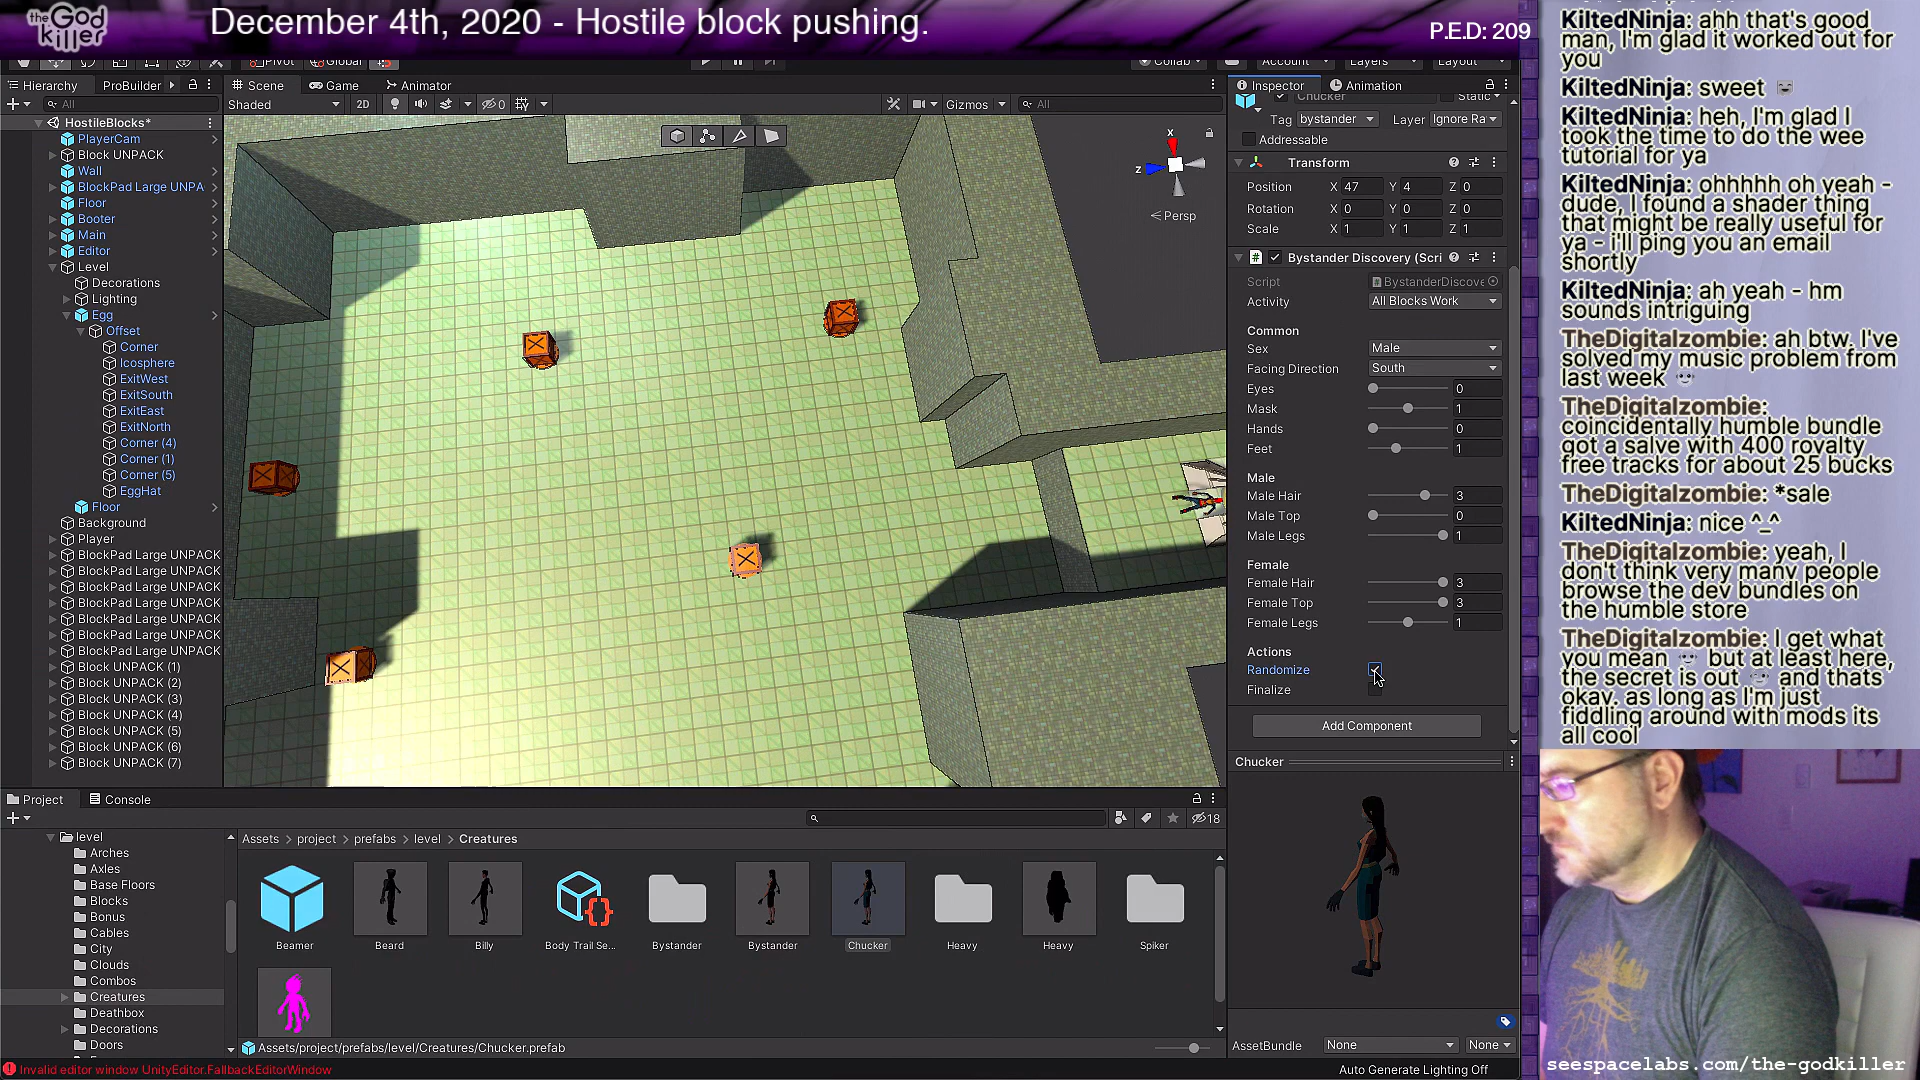 the God killer
December 4th, 2020 - Hostile block pushing.
P.E.D: 209
Pivot
Global
Collab
Account
Layers
Layout
Hierarchy
ProBuilder
Scene
Game
Animator
Inspector
Animation
All
Shaded
2D
0
Gizmos
All
HostileBlocks*
PlayerCam
Block UNPACK
Wall
BlockPad Large UNPA
Floor
Booter
Main
Editor
Level
Decorations
Lighting
Egg
Offset
Corner
Icosphere
ExitWest
ExitSouth
ExitEast
ExitNorth
Corner (4)
Corner (1)
Corner (5)
EggHat
Floor
Background
Player
BlockPad Large UNPACK
BlockPad Large UNPACK
BlockPad Large UNPACK
BlockPad Large UNPACK
BlockPad Large UNPACK
BlockPad Large UNPACK
BlockPad Large UNPACK
Block UNPACK (1)
Block UNPACK (2)
Block UNPACK (3)
Block UNPACK (4)
Block UNPACK (5)
Block UNPACK (6)
Block UNPACK (7)
x
z
Persp
Chucker
Static
Tag bystander Layer Ignore Ra
Addressable
Transform
Position X 47 Y 4 Z 0
Rotation X 0 Y 0 Z 0
Scale X 1 Y 1 Z 1
Bystander Discovery (Scri
Script BystanderDiscove
Activity All Blocks Work
Common
Sex Male
Facing Direction South
Eyes 0
Mask 1
Hands 0
Feet 1
Male
Male Hair 3
Male Top 0
Male Legs 1
Female
Female Hair 3
Female Top 3
Female Legs 1
Actions
Randomize
Finalize
Add Component
Chucker
AssetBundle None None
Auto Generate Lighting Off
Project
Console
18
level
Arches
Axles
Base Floors
Blocks
Bonus
Cables
City
Clouds
Combos
Creatures
Deathbox
Decorations
Doors
Assets > project > prefabs > level > Creatures
Beamer
Beard
Billy
Body Trail Se...
Bystander
Bystander
Chucker
Heavy
Heavy
Spiker
Assets/project/prefabs/level/Creatures/Chucker.prefab
Invalid editor window UnityEditor.FallbackEditorWindow
KiltedNinja: ahh that's good
man, I'm glad it worked out for
you
KiltedNinja: sweet
KiltedNinja: heh, I'm glad I
took the time to do the wee
tutorial for ya
KiltedNinja: ohhhhh oh yeah -
dude, I found a shader thing
that might be really useful for
ya - i'll ping you an email
shortly
KiltedNinja: ah yeah - hm
sounds intriguing
TheDigitalzombie: ah btw. I've
solved my music problem from
last week
TheDigitalzombie:
coincidentally humble bundle
got a salve with 400 royalty
free tracks for about 25 bucks
TheDigitalzombie: *sale
KiltedNinja: nice ^_^
TheDigitalzombie: yeah, I
don't think very many people
browse the dev bundles on
the humble store
TheDigitalzombie: I get what
you mean but at least here,
the secret is out and thats
okay. as long as I'm just
fiddling around with mods its
all cool
seespacelabs.com/the-godkiller